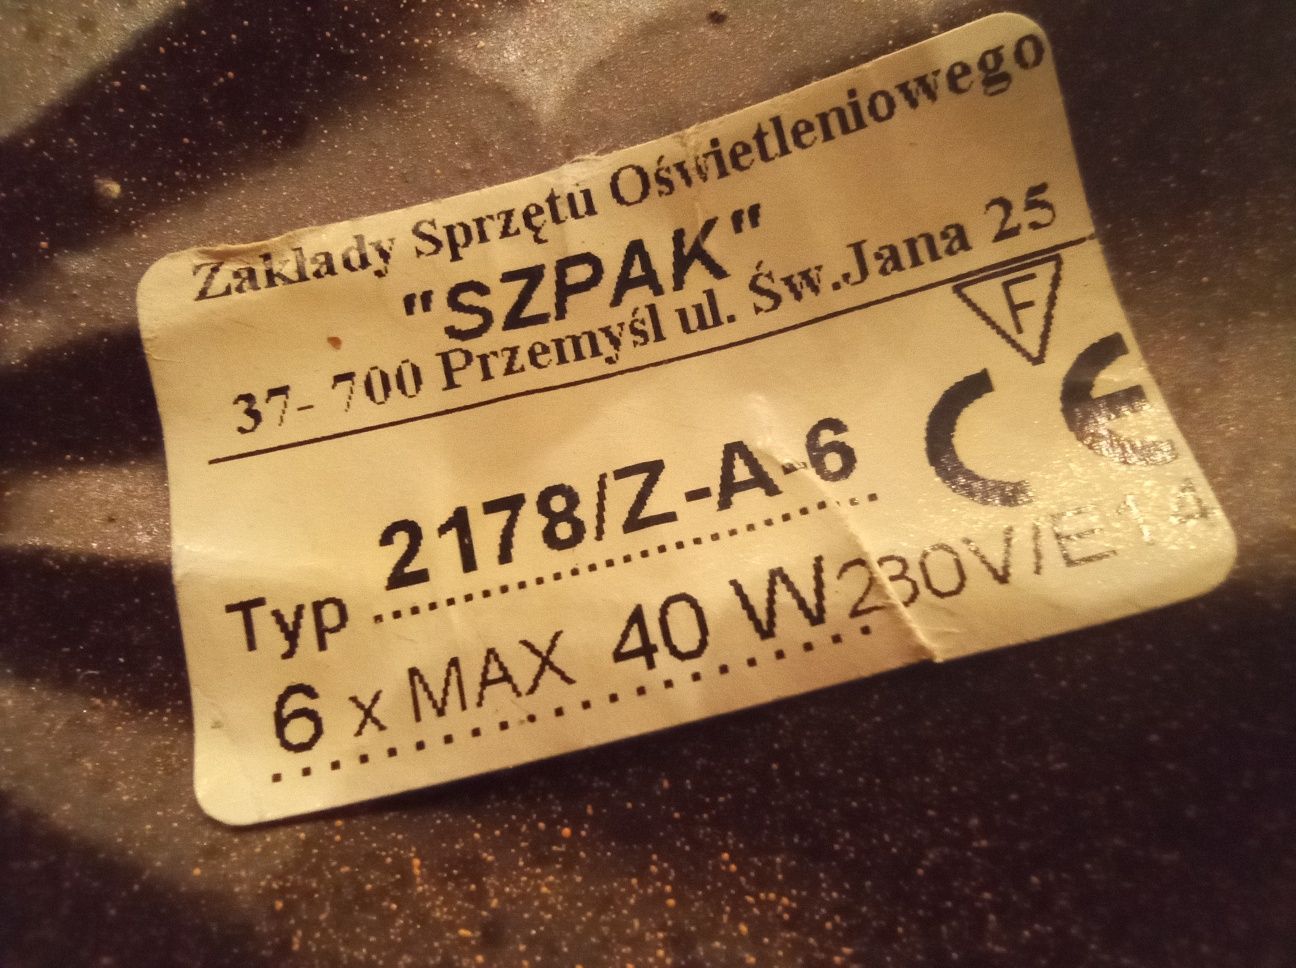 Zakłady Sprzętu Oświetleniowego
"SZPAK"
37-700 Przemyśl ul. Św.Jana 25
F
CE
Typ 2178/Z-A-6
6 x MAX 40 W 230V/E14